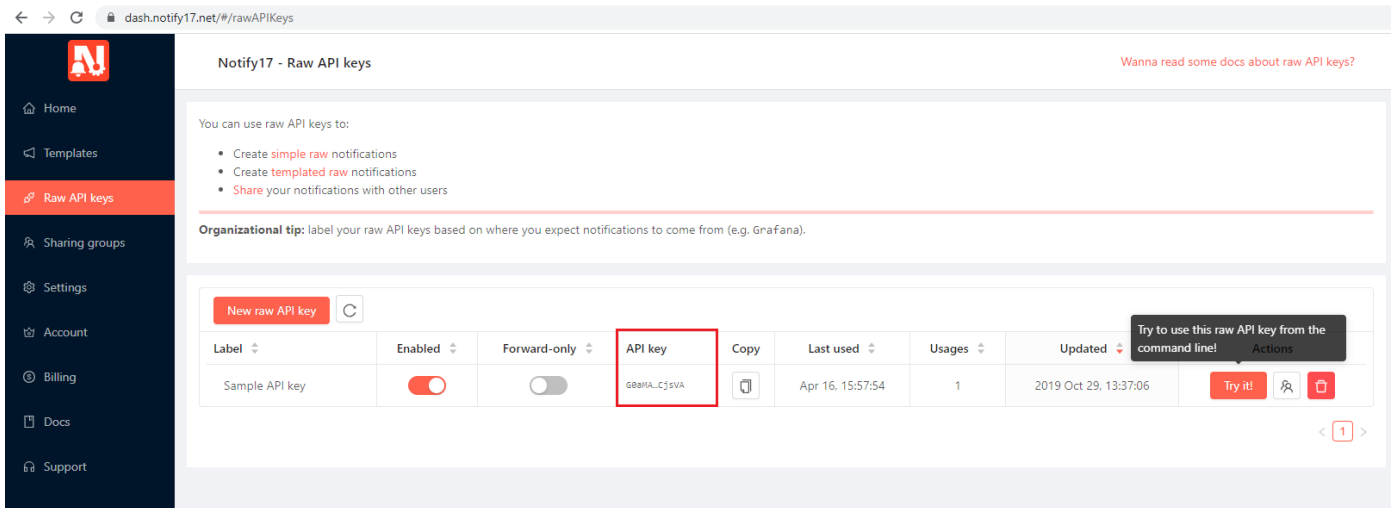 dash.notify17.net/#/rawAPIKeys
Notify17 - Raw API keys
Wanna read some docs about raw API keys?
Home
Templates
Raw API keys
Sharing groups
Settings
Account
Billing
Docs
Support
You can use raw API keys to:
• Create simple raw notifications
• Create templated raw notifications
• Share your notifications with other users
Organizational tip: label your raw API keys based on where you expect notifications to come from (e.g. Grafana).
New raw API key
Try to use this raw API key from the
command line!
Label Enabled Forward-only API key Copy Last used Usages Updated Actions
Sample API key G0aMA…CjsVA Apr 16, 15:57:54 1 2019 Oct 29, 13:37:06 Try it!
< 1 >